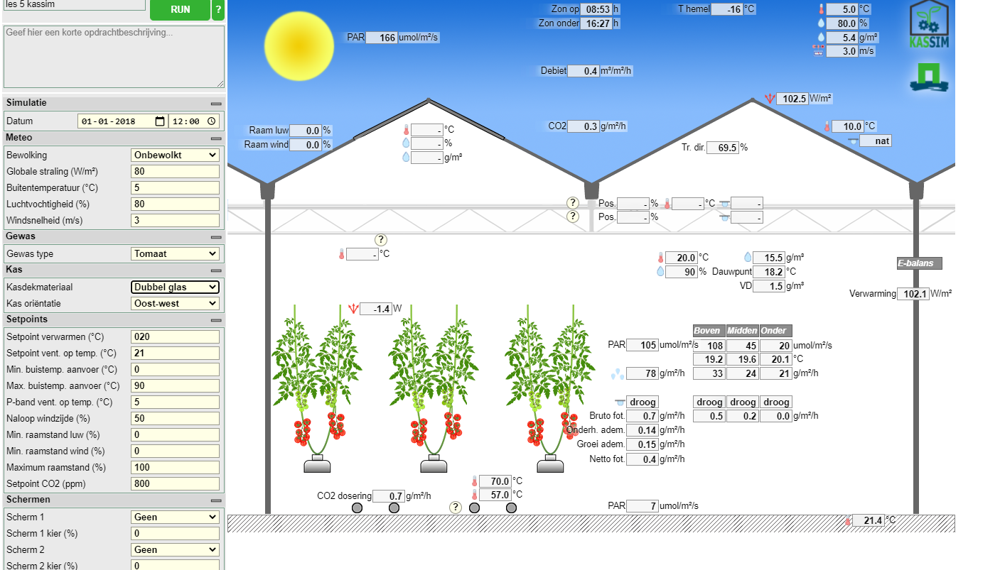 les 5 kassim
RUN
?
Geef hier een korte opdrachtbeschrijving...
Simulatie
Datum 01-01-2018 12:00
Meteo
Bewolking Onbewolkt
Globale straling (W/m²) 80
Buitentemperatuur (°C) 5
Luchtvochtigheid (%) 80
Windsnelheid (m/s) 3
Gewas
Gewas type Tomaat
Kas
Kasdekmateriaal Dubbel glas
Kas oriëntatie Oost-west
Setpoints
Setpoint verwarmen (°C) 020
Setpoint vent. op temp. (°C) 21
Min. buistemp. aanvoer (°C) 0
Max. buistemp. aanvoer (°C) 90
P-band vent. op temp. (°C) 5
Naloop windzijde (%) 50
Min. raamstand luw (%) 0
Min. raamstand wind (%) 0
Maximum raamstand (%) 100
Setpoint CO2 (ppm) 800
Schermen
Scherm 1 Geen
Scherm 1 kier (%) 0
Scherm 2 Geen
Scherm 2 kier (%) 0
Zon op 08:53 h
Zon onder 16:27 h
T hemel -16 °C
5.0 °C
80.0 %
5.4 g/m³
3.0 m/s
KASSIM
PAR 166 umol/m²/s
Debiet 0.4 m³/m²/h
102.5 W/m²
CO2 0.3 g/m²/h
10.0 °C
nat
Raam luw 0.0 %
Raam wind 0.0 %
- °C
- %
- g/m³
Tr. dir. 69.5 %
? Pos. - % - °C -
? Pos. - % -
?
- °C
20.0 °C 15.5 g/m³
90 % Dauwpunt 18.2 °C
VD 1.5 g/m³
E-balans
Verwarming 102.1 W/m²
-1.4 W
Boven Midden Onder
PAR 105 umol/m²/s 108 45 20 umol/m²/s
19.2 19.6 20.1 °C
78 g/m²/h 33 24 21 g/m²/h
droog droog droog droog
Bruto fot. 0.7 g/m²/h 0.5 0.2 0.0 g/m²/h
Onderh. adem. 0.14 g/m²/h
Groei adem. 0.15 g/m²/h
Netto fot. 0.4 g/m²/h
70.0 °C
CO2 dosering 0.7 g/m²/h 57.0 °C
?
PAR 7 umol/m²/s
21.4 °C